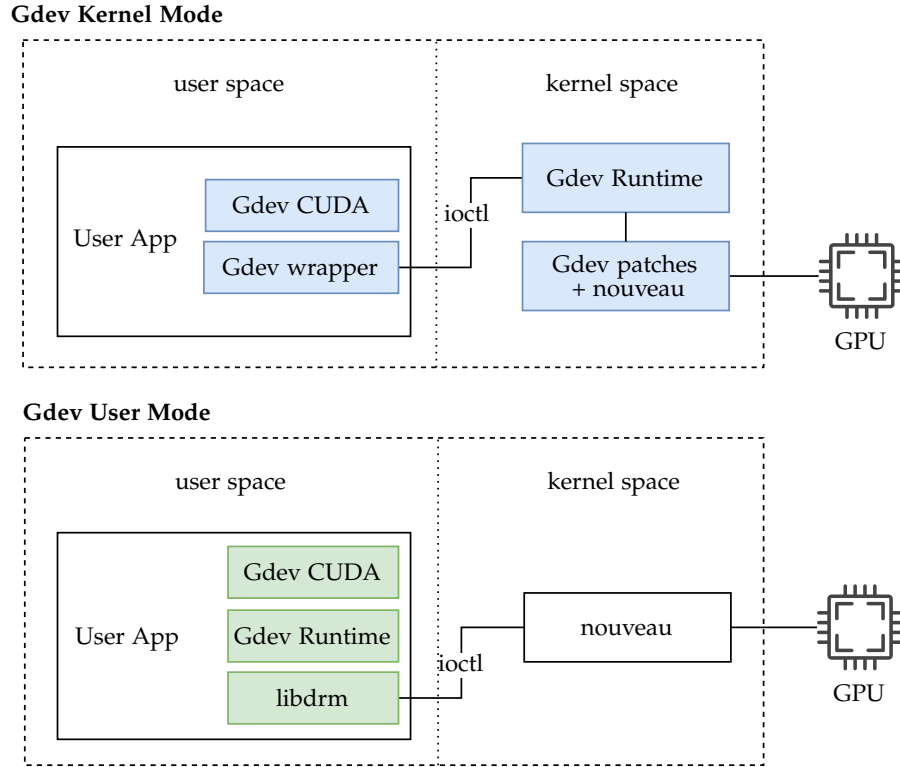 Gdev Kernel Mode
user space
kernel space
Gdev CUDA
User App
Gdev wrapper
ioctl
Gdev Runtime
Gdev patches
+ nouveau
GPU
Gdev User Mode
user space
kernel space
Gdev CUDA
User App
Gdev Runtime
libdrm
ioctl
nouveau
GPU